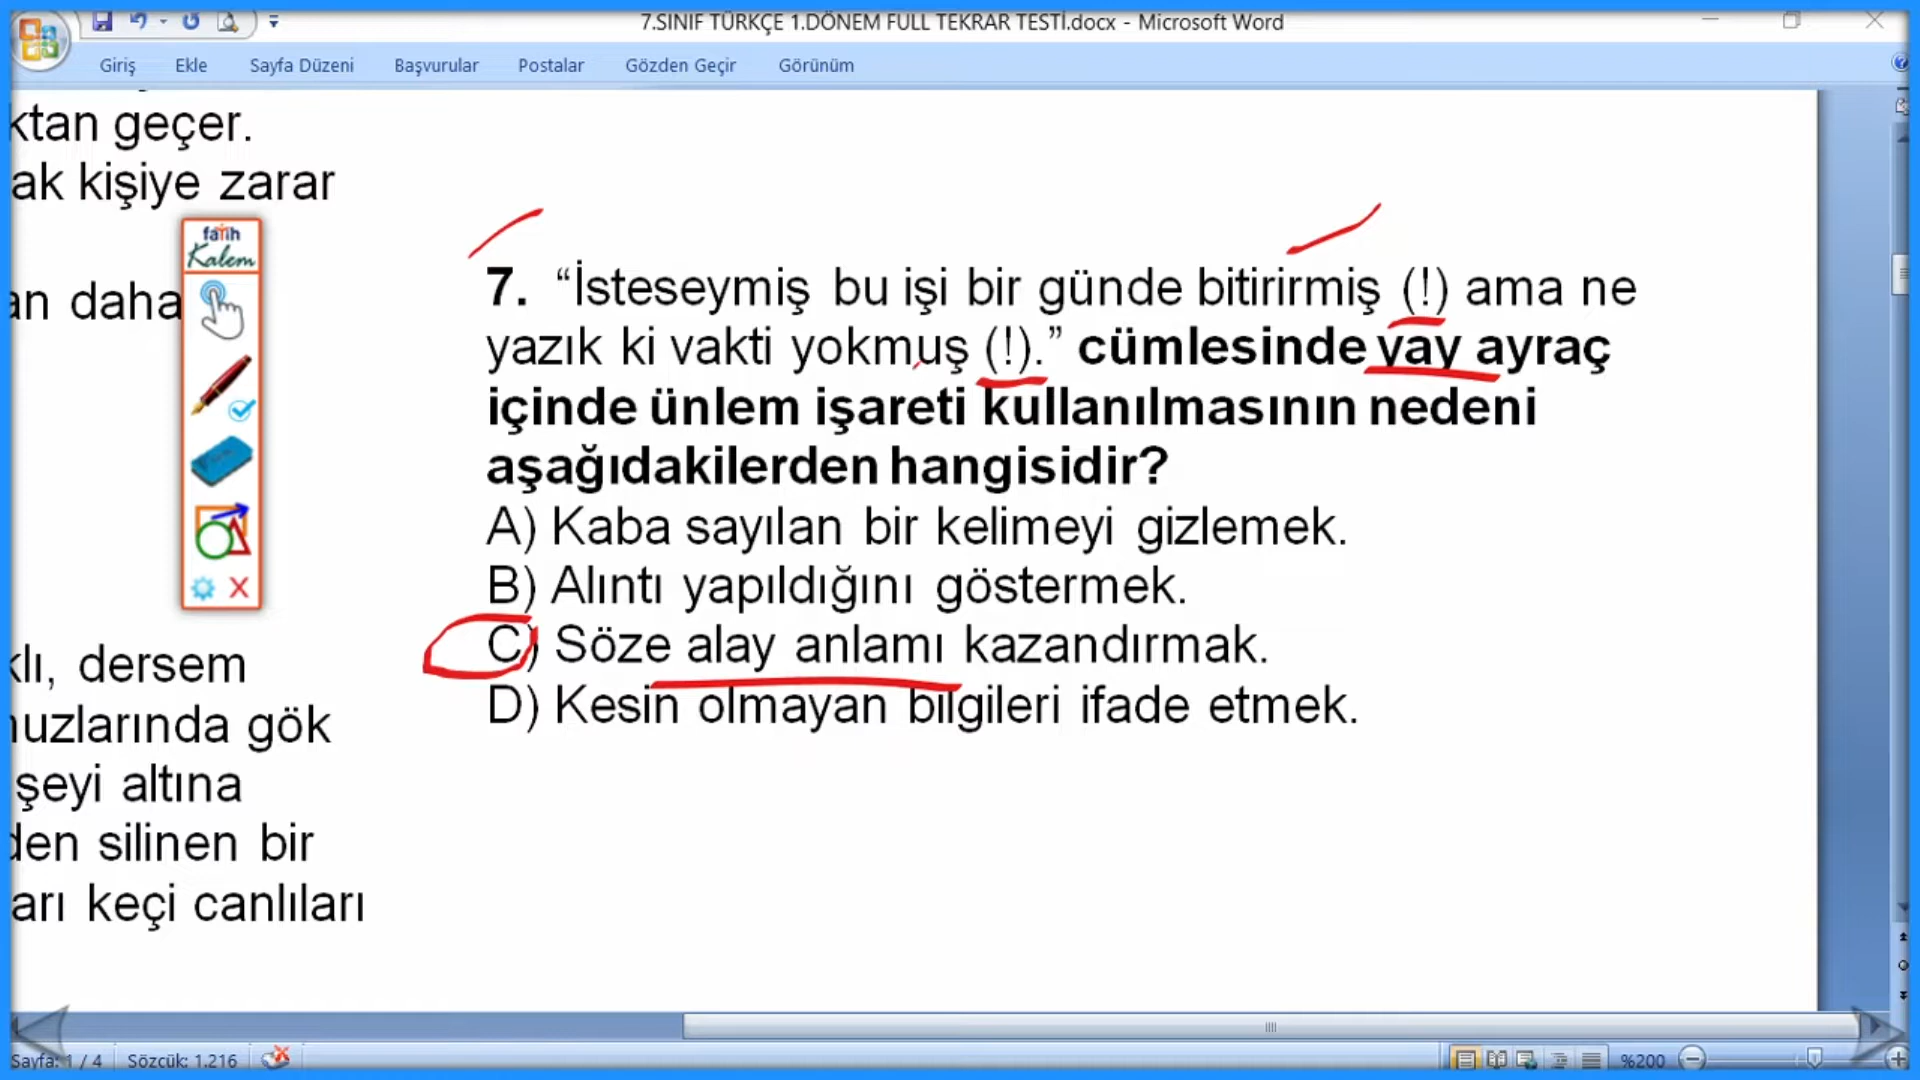 7.SINIF TÜRKÇE 1.DÖNEM FULL TEKRAR TESTİ.docx - Microsoft Word
Giriş Ekle Sayfa Düzeni Başvurular Postalar Gözden Geçir Görünüm
ktan geçer.
ak kişiye zarar
an daha
fatih
Kalem
klı, dersem
nuzlarında gök
şeyi altına
den silinen bir
arı keçi canlıları
7. “İsteseymiş bu işi bir günde bitirirmiş (!) ama ne
yazık ki vakti yokmuş (!).” cümlesinde yay ayraç
içinde ünlem işareti kullanılmasının nedeni
aşağıdakilerden hangisidir?
A) Kaba sayılan bir kelimeyi gizlemek.
B) Alıntı yapıldığını göstermek.
C) Söze alay anlamı kazandırmak.
D) Kesin olmayan bilgileri ifade etmek.
Sayfa: 1 / 4 Sözcük: 1.216 %200